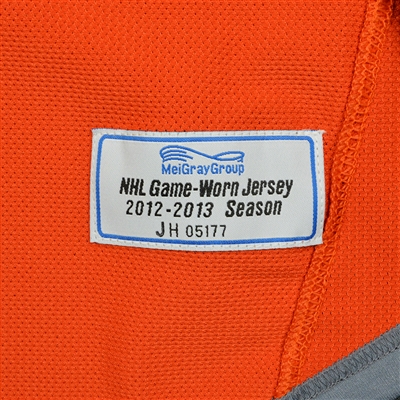 MeiGrayGroup
NHL Game-Worn Jersey
2012-2013 Season
JH 05177